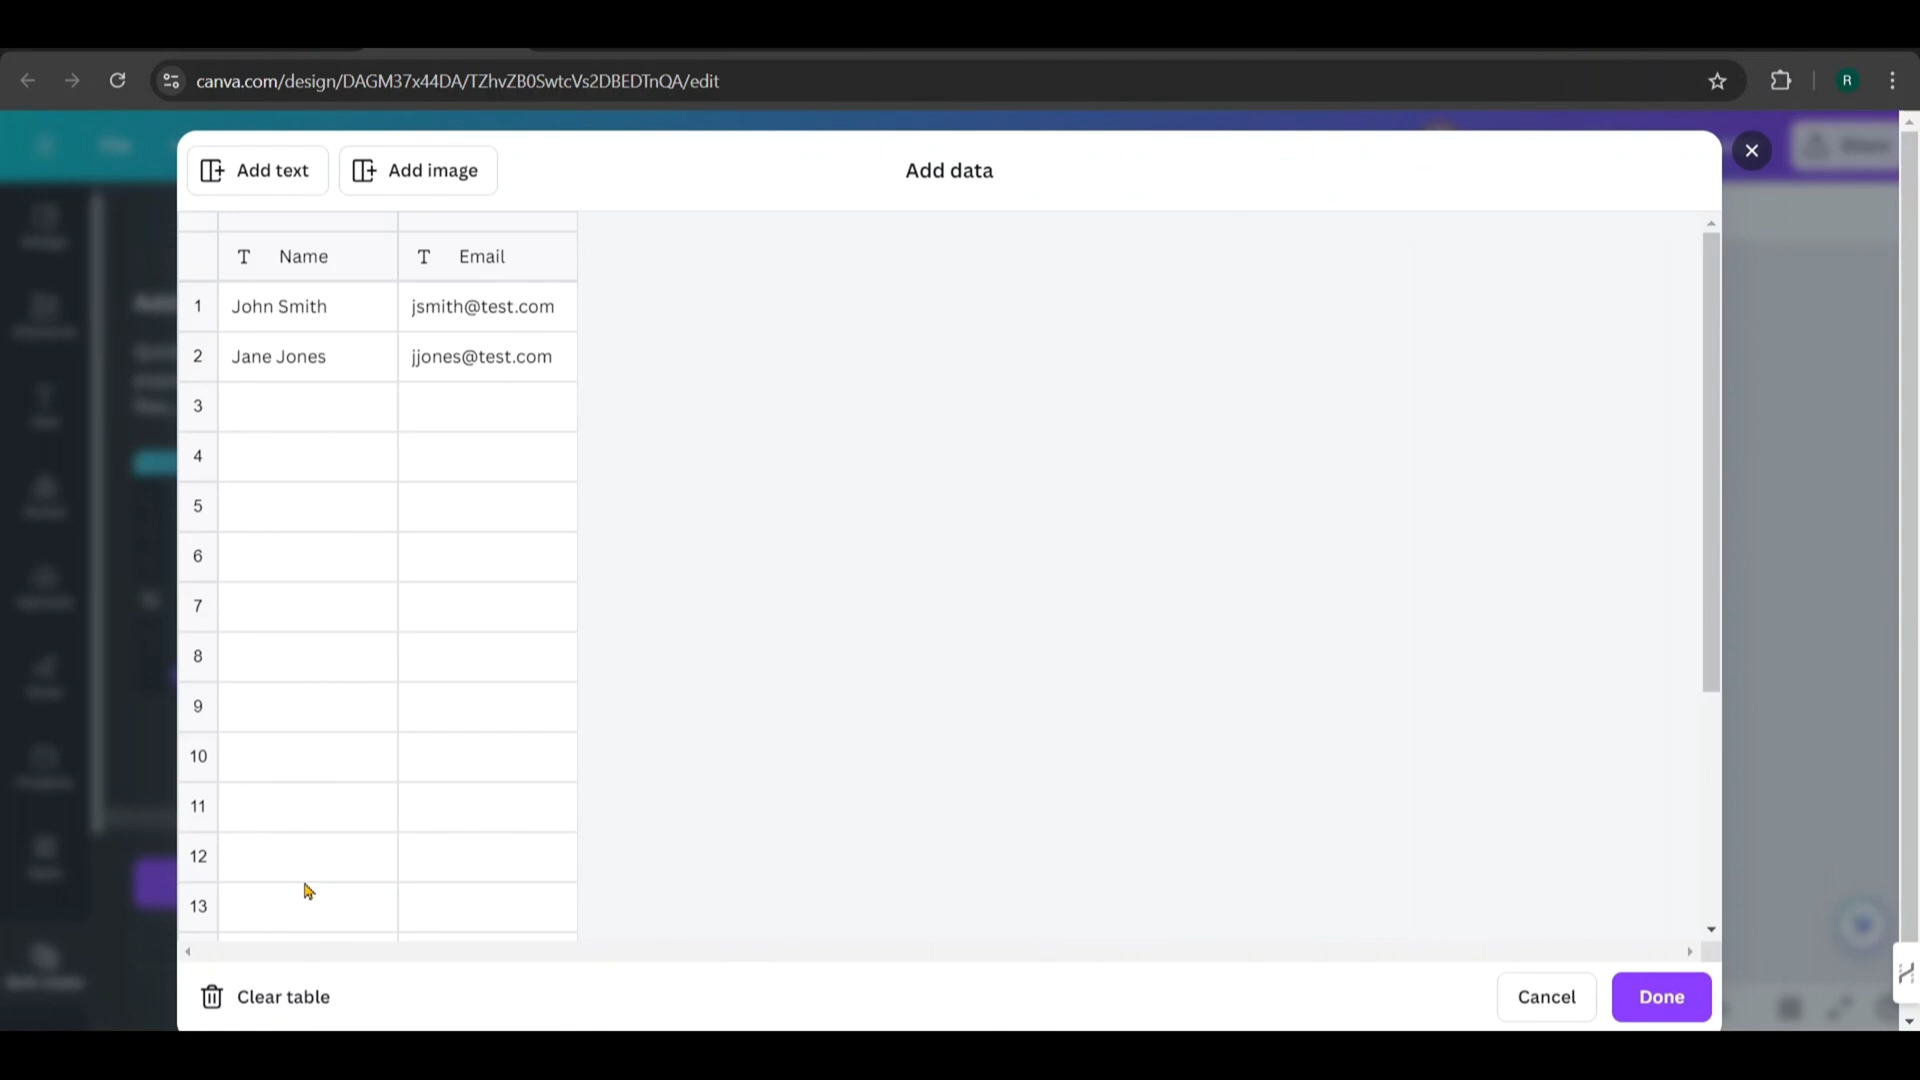 canva.com/design/DAGM37x44DA/TZhvZB0SwtcVs2DBEDTnQA/edit
R
Add text
Add image
Add data
T Name T Email
1 John Smith jsmith@test.com
2 Jane Jones jjones@test.com
3
4
5
6
7
8
9
10
11
12
13
Clear table
Cancel
Done